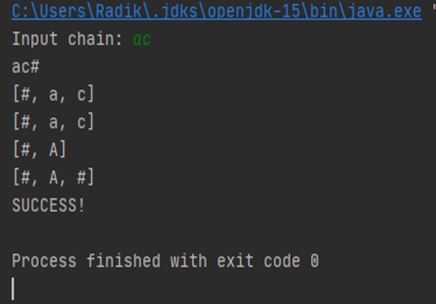 C:\Users\Radik\.jdks\openjdk-15\bin\java.exe "
Input chain: ac
ac#
[#, a, c]
[#, a, c]
[#, A]
[#, A, #]
SUCCESS!
Process finished with exit code 0